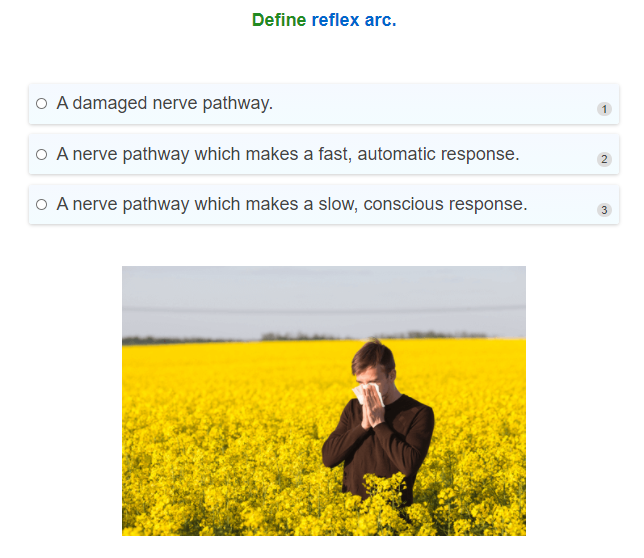 Define reflex arc.
A damaged nerve pathway.
1
A nerve pathway which makes a fast, automatic response.
2
A nerve pathway which makes a slow, conscious response.
3